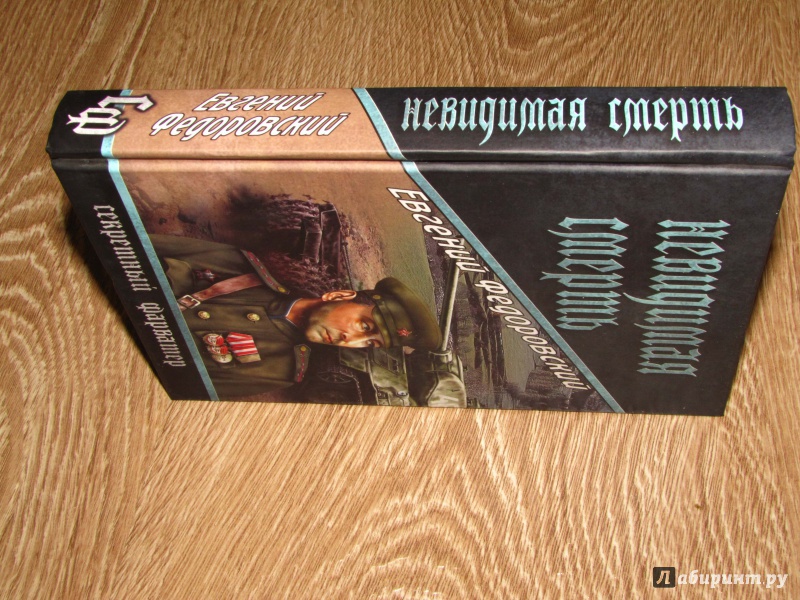 Евгений
Федоровский
невидимая смерть
секретный фарватер
Евгений Федоровский
невидимая
смерть
Лабиринт.ру